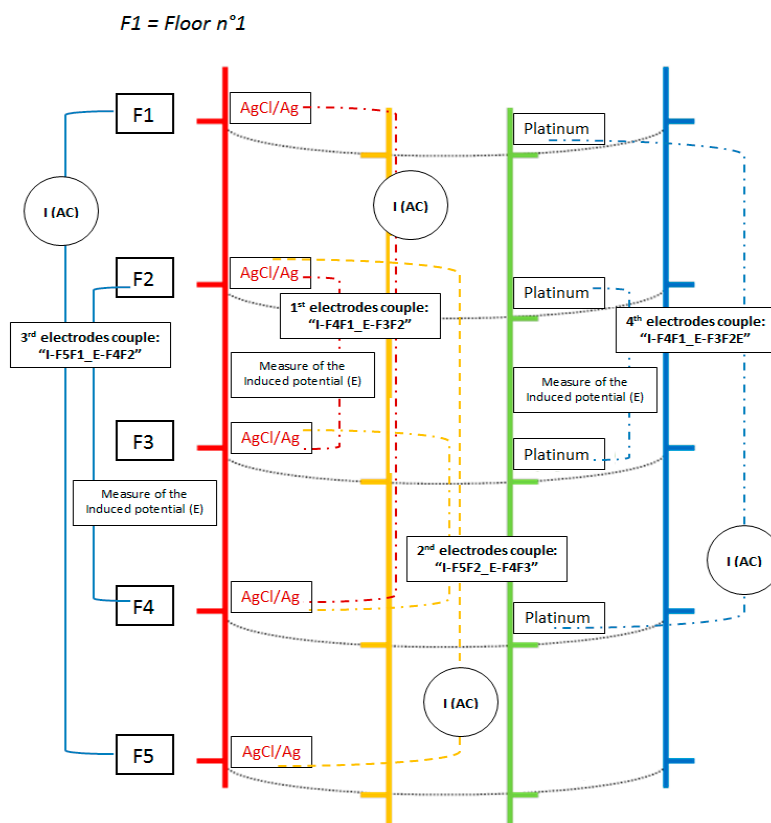 F1 = Floor n°1
F1
AgCl/Ag
Platinum
I (AC)
I (AC)
F2
AgCl/Ag
Platinum
1st electrodes couple:
"I-F4F1_E-F3F2"
4th electrodes couple:
"I-F4F1_E-F3F2E"
3rd electrodes couple:
"I-F5F1_E-F4F2"
Measure of the
Induced potential (E)
Measure of the
Induced potential (E)
F3
AgCl/Ag
Platinum
Measure of the
Induced potential (E)
2nd electrodes couple:
"I-F5F2_E-F4F3"
I (AC)
F4
AgCl/Ag
Platinum
I (AC)
F5
AgCl/Ag